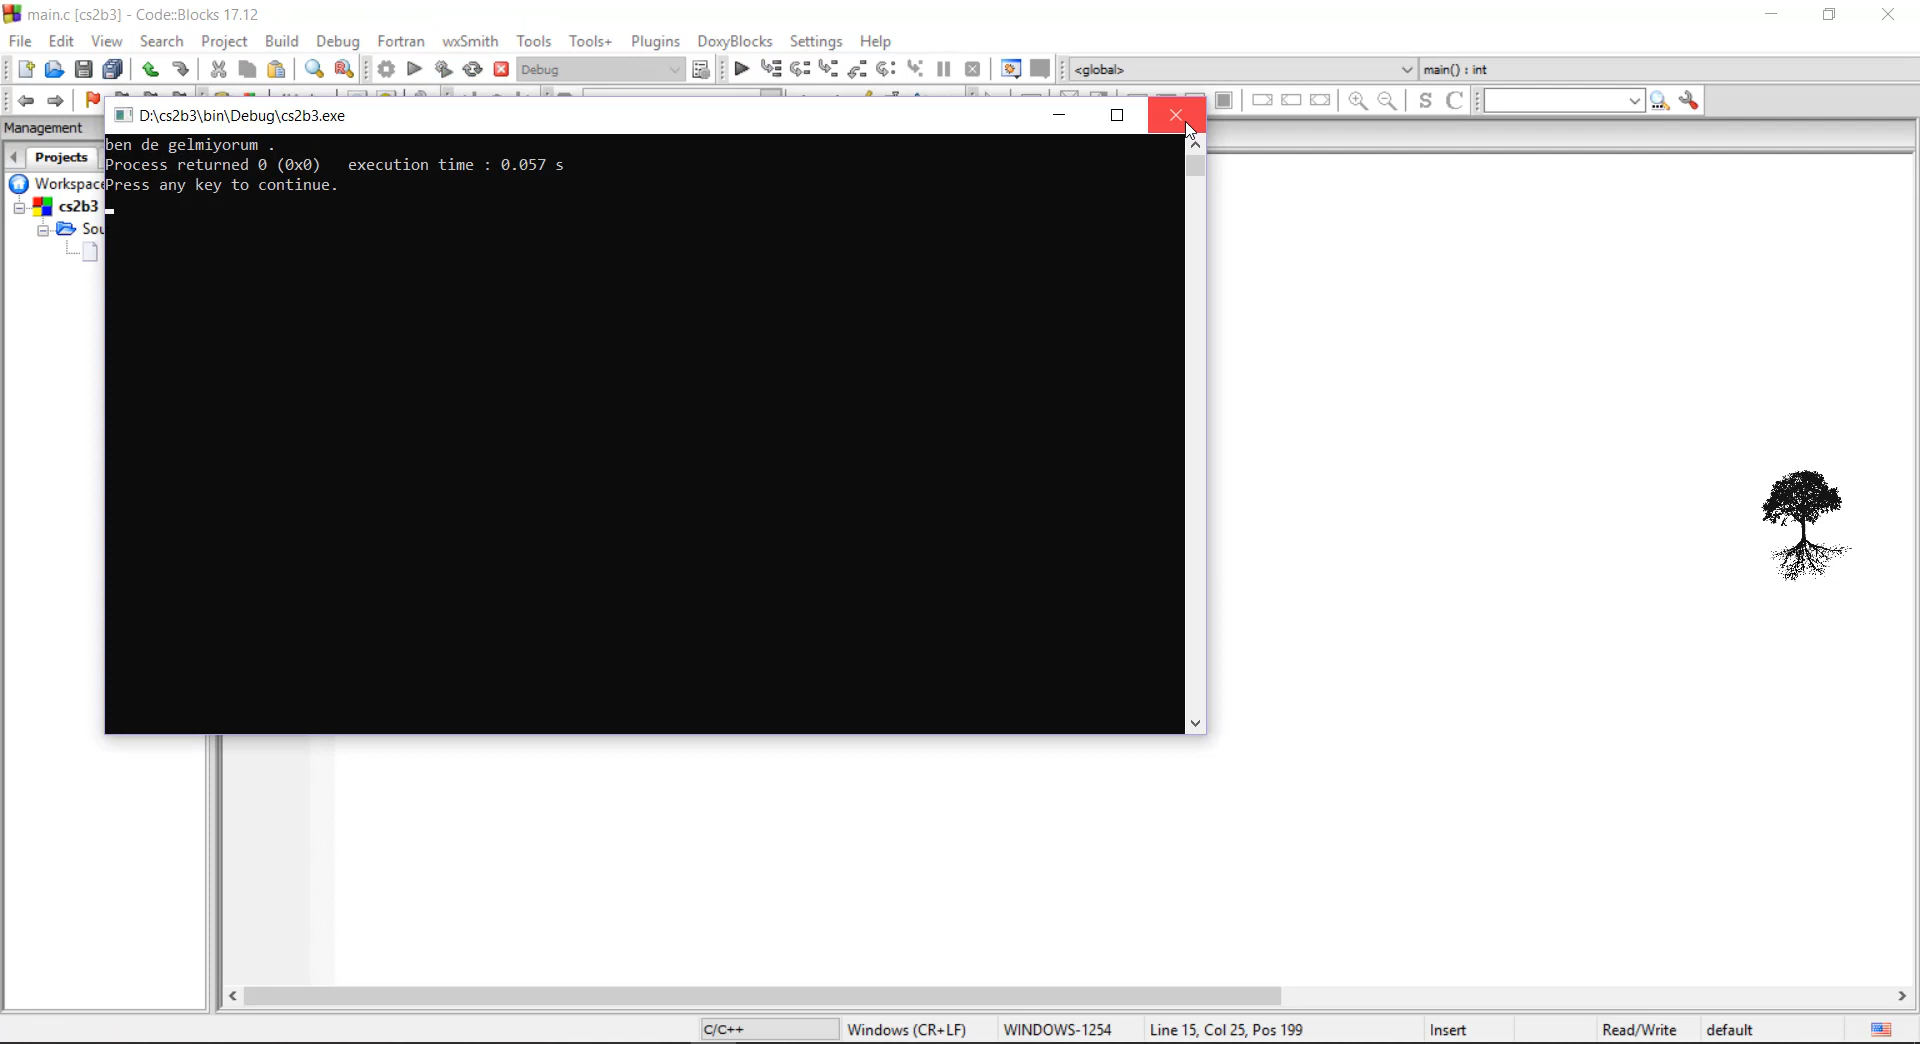 main.c [cs2b3] - Code::Blocks 17.12
File Edit View Search Project Build Debug Fortran wxSmith Tools Tools+ Plugins DoxyBlocks Settings Help
Debug <global> main() : int
S C
D:\cs2b3\bin\Debug\cs2b3.exe
Management
ben de gelmiyorum .
Projects
Process returned 0 (0x0) execution time : 0.057 s
Workspace
Press any key to continue.
cs2b3
Sou
C/C++ Windows (CR+LF) WINDOWS-1254 Line 15, Col 25, Pos 199 Insert Read/Write default